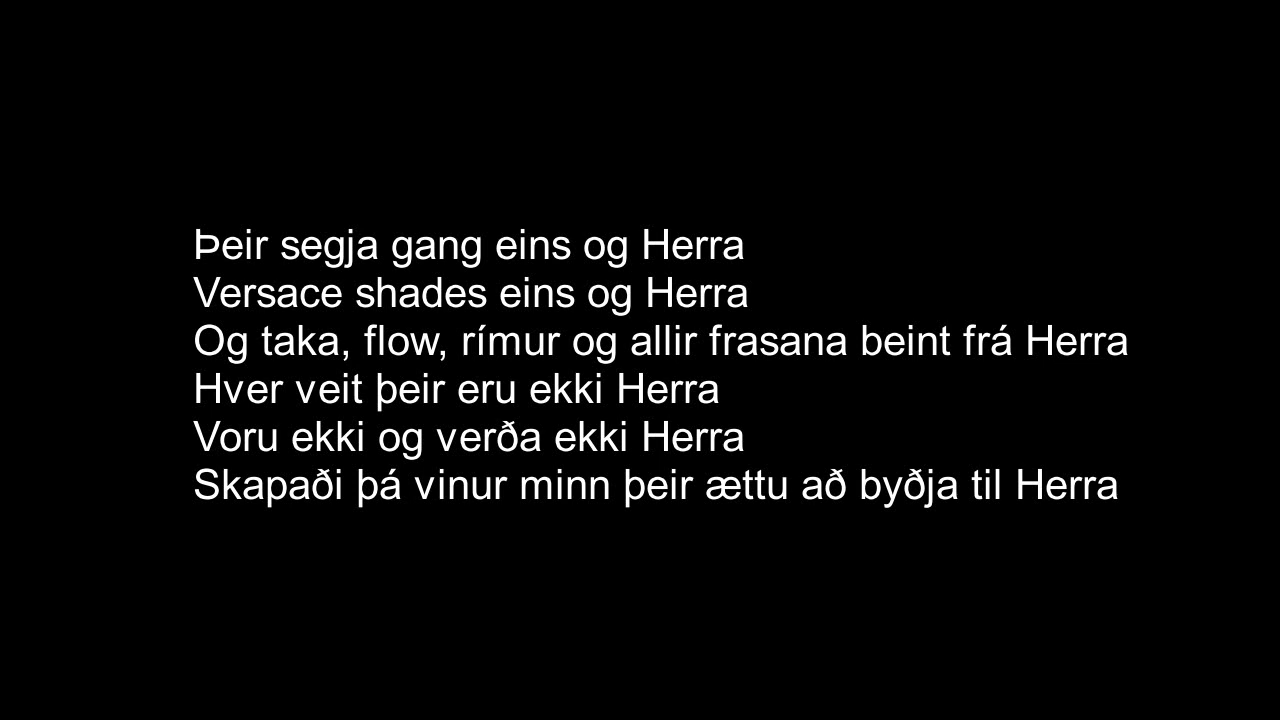 Þeir segja gang eins og Herra
Versace shades eins og Herra
Og taka, flow, rímur og allir frasana beint frá Herra
Hver veit þeir eru ekki Herra
Voru ekki og verða ekki Herra
Skapaði þá vinur minn þeir ættu að byðja til Herra